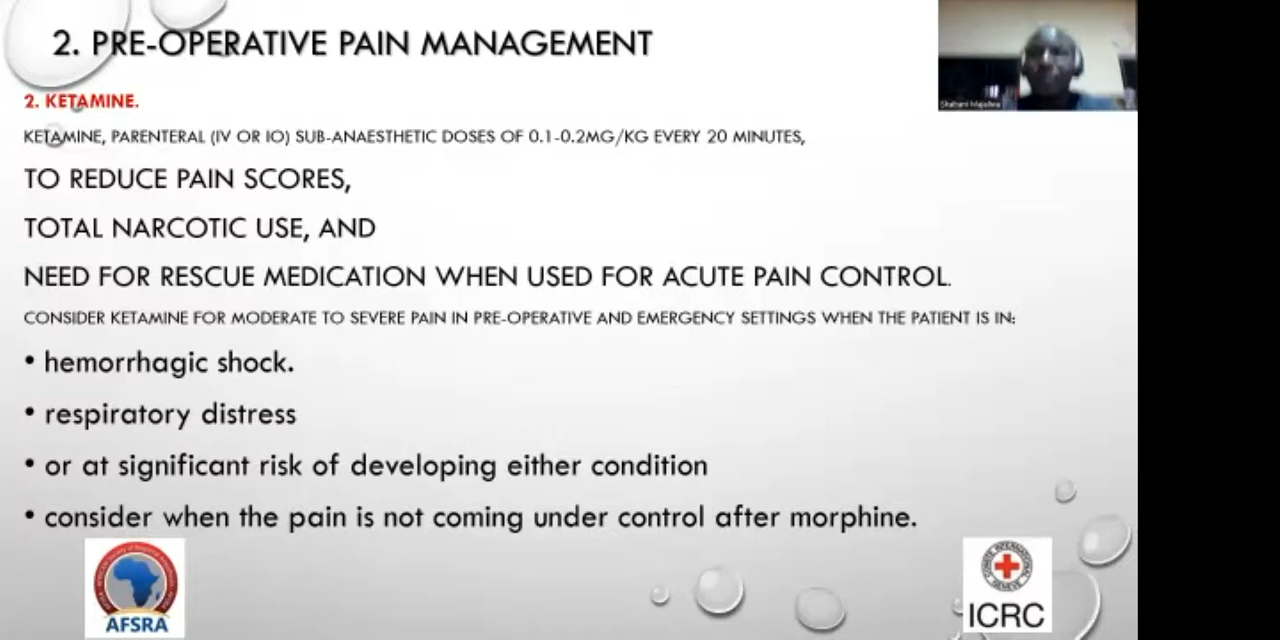 2. PRE-OPERATIVE PAIN MANAGEMENT
2. KETAMINE.
KETAMINE, PARENTERAL (IV OR IO) SUB-ANAESTHETIC DOSES OF 0.1-0.2MG/KG EVERY 20 MINUTES,
TO REDUCE PAIN SCORES,
TOTAL NARCOTIC USE, AND
NEED FOR RESCUE MEDICATION WHEN USED FOR ACUTE PAIN CONTROL.
CONSIDER KETAMINE FOR MODERATE TO SEVERE PAIN IN PRE-OPERATIVE AND EMERGENCY SETTINGS WHEN THE PATIENT IS IN:
• hemorrhagic shock.
• respiratory distress
• or at significant risk of developing either condition
• consider when the pain is not coming under control after morphine.
AFSRA
COMITE INTERNATIONAL GENEVE
ICRC